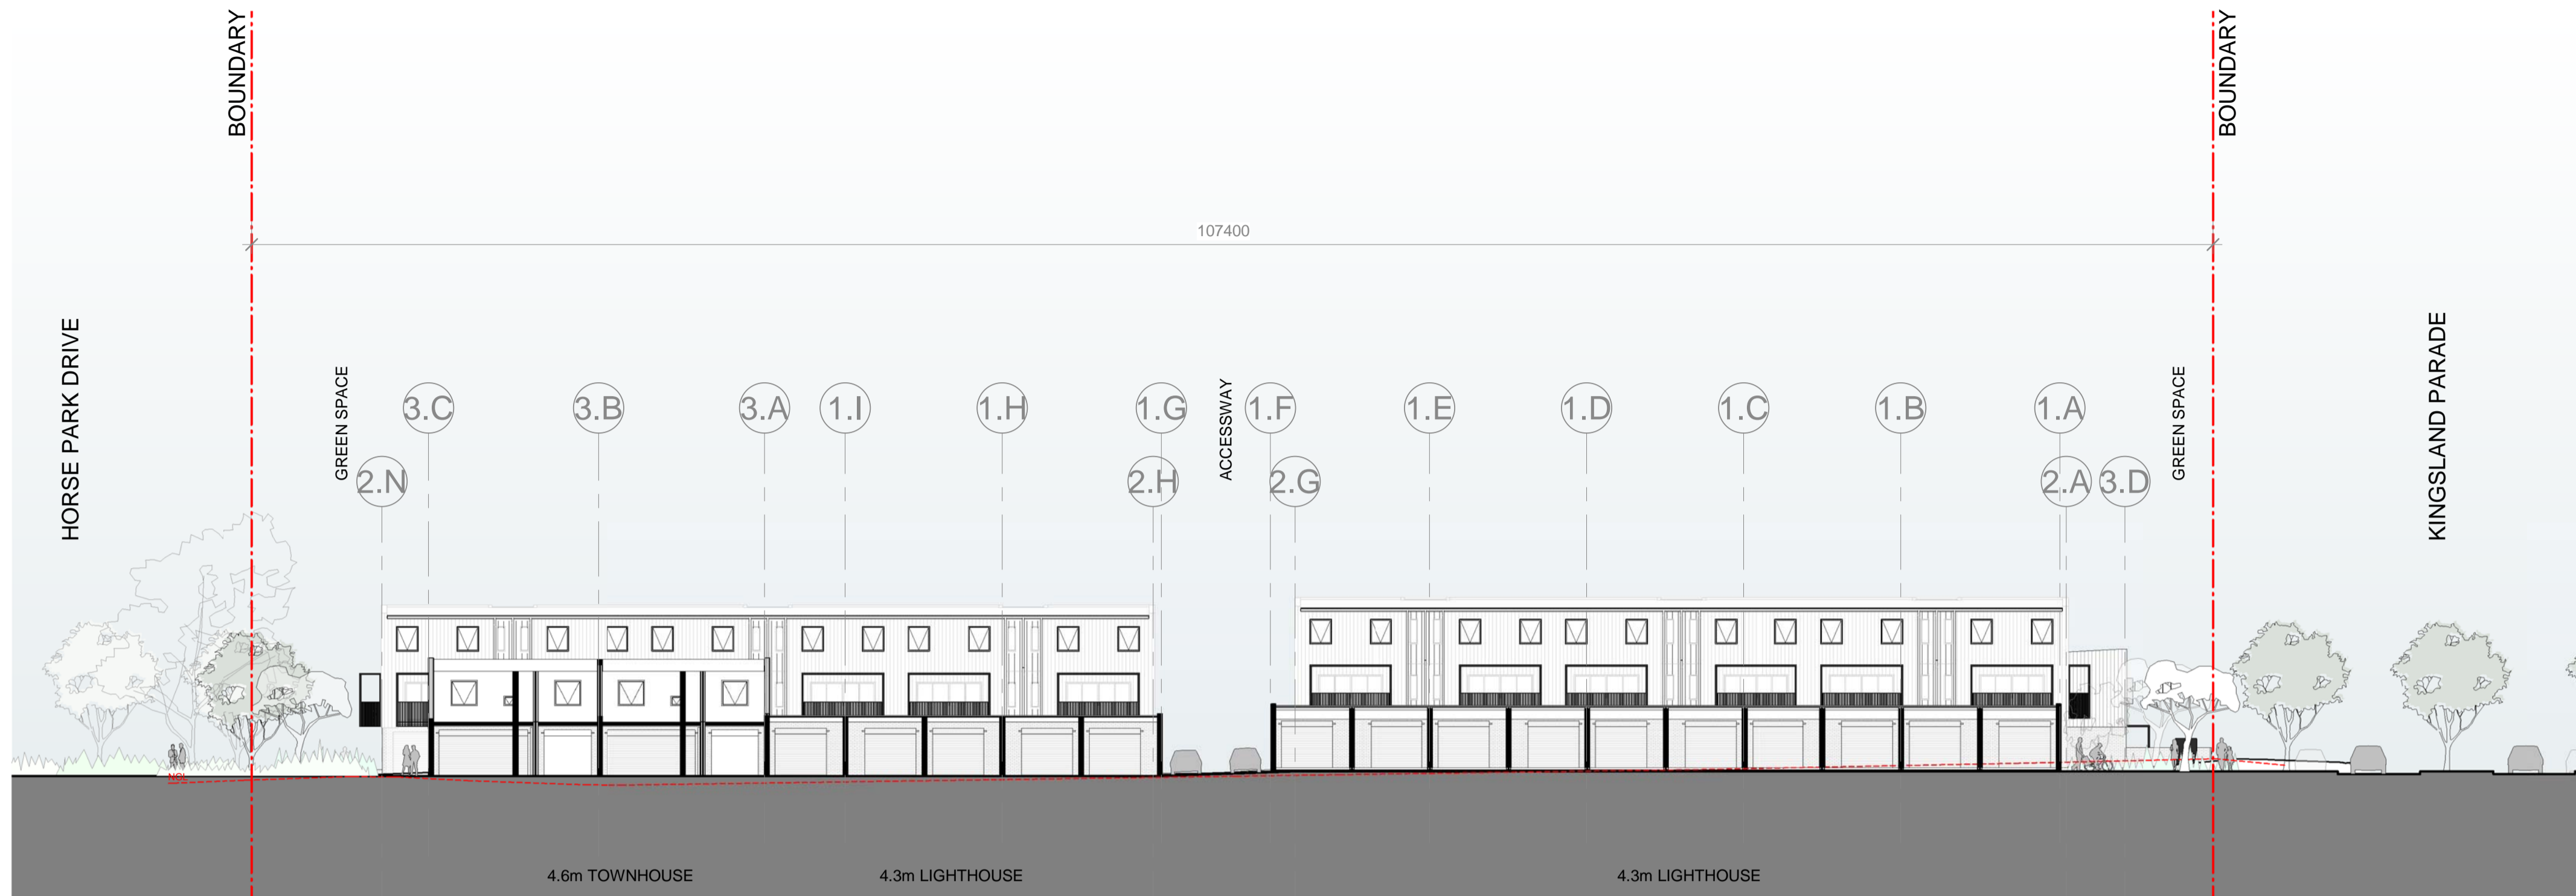 BOUNDARY
BOUNDARY
107400
HORSE PARK DRIVE
GREEN SPACE
3.C
3.B
3.A
1.I
1.H
1.G
ACCESSWAY
1.F
1.E
1.D
1.C
1.B
1.A
GREEN SPACE
KINGSLAND PARADE
2.N
2.H
2.G
2.A
3.D
NGL
4.6m TOWNHOUSE
4.3m LIGHTHOUSE
4.3m LIGHTHOUSE